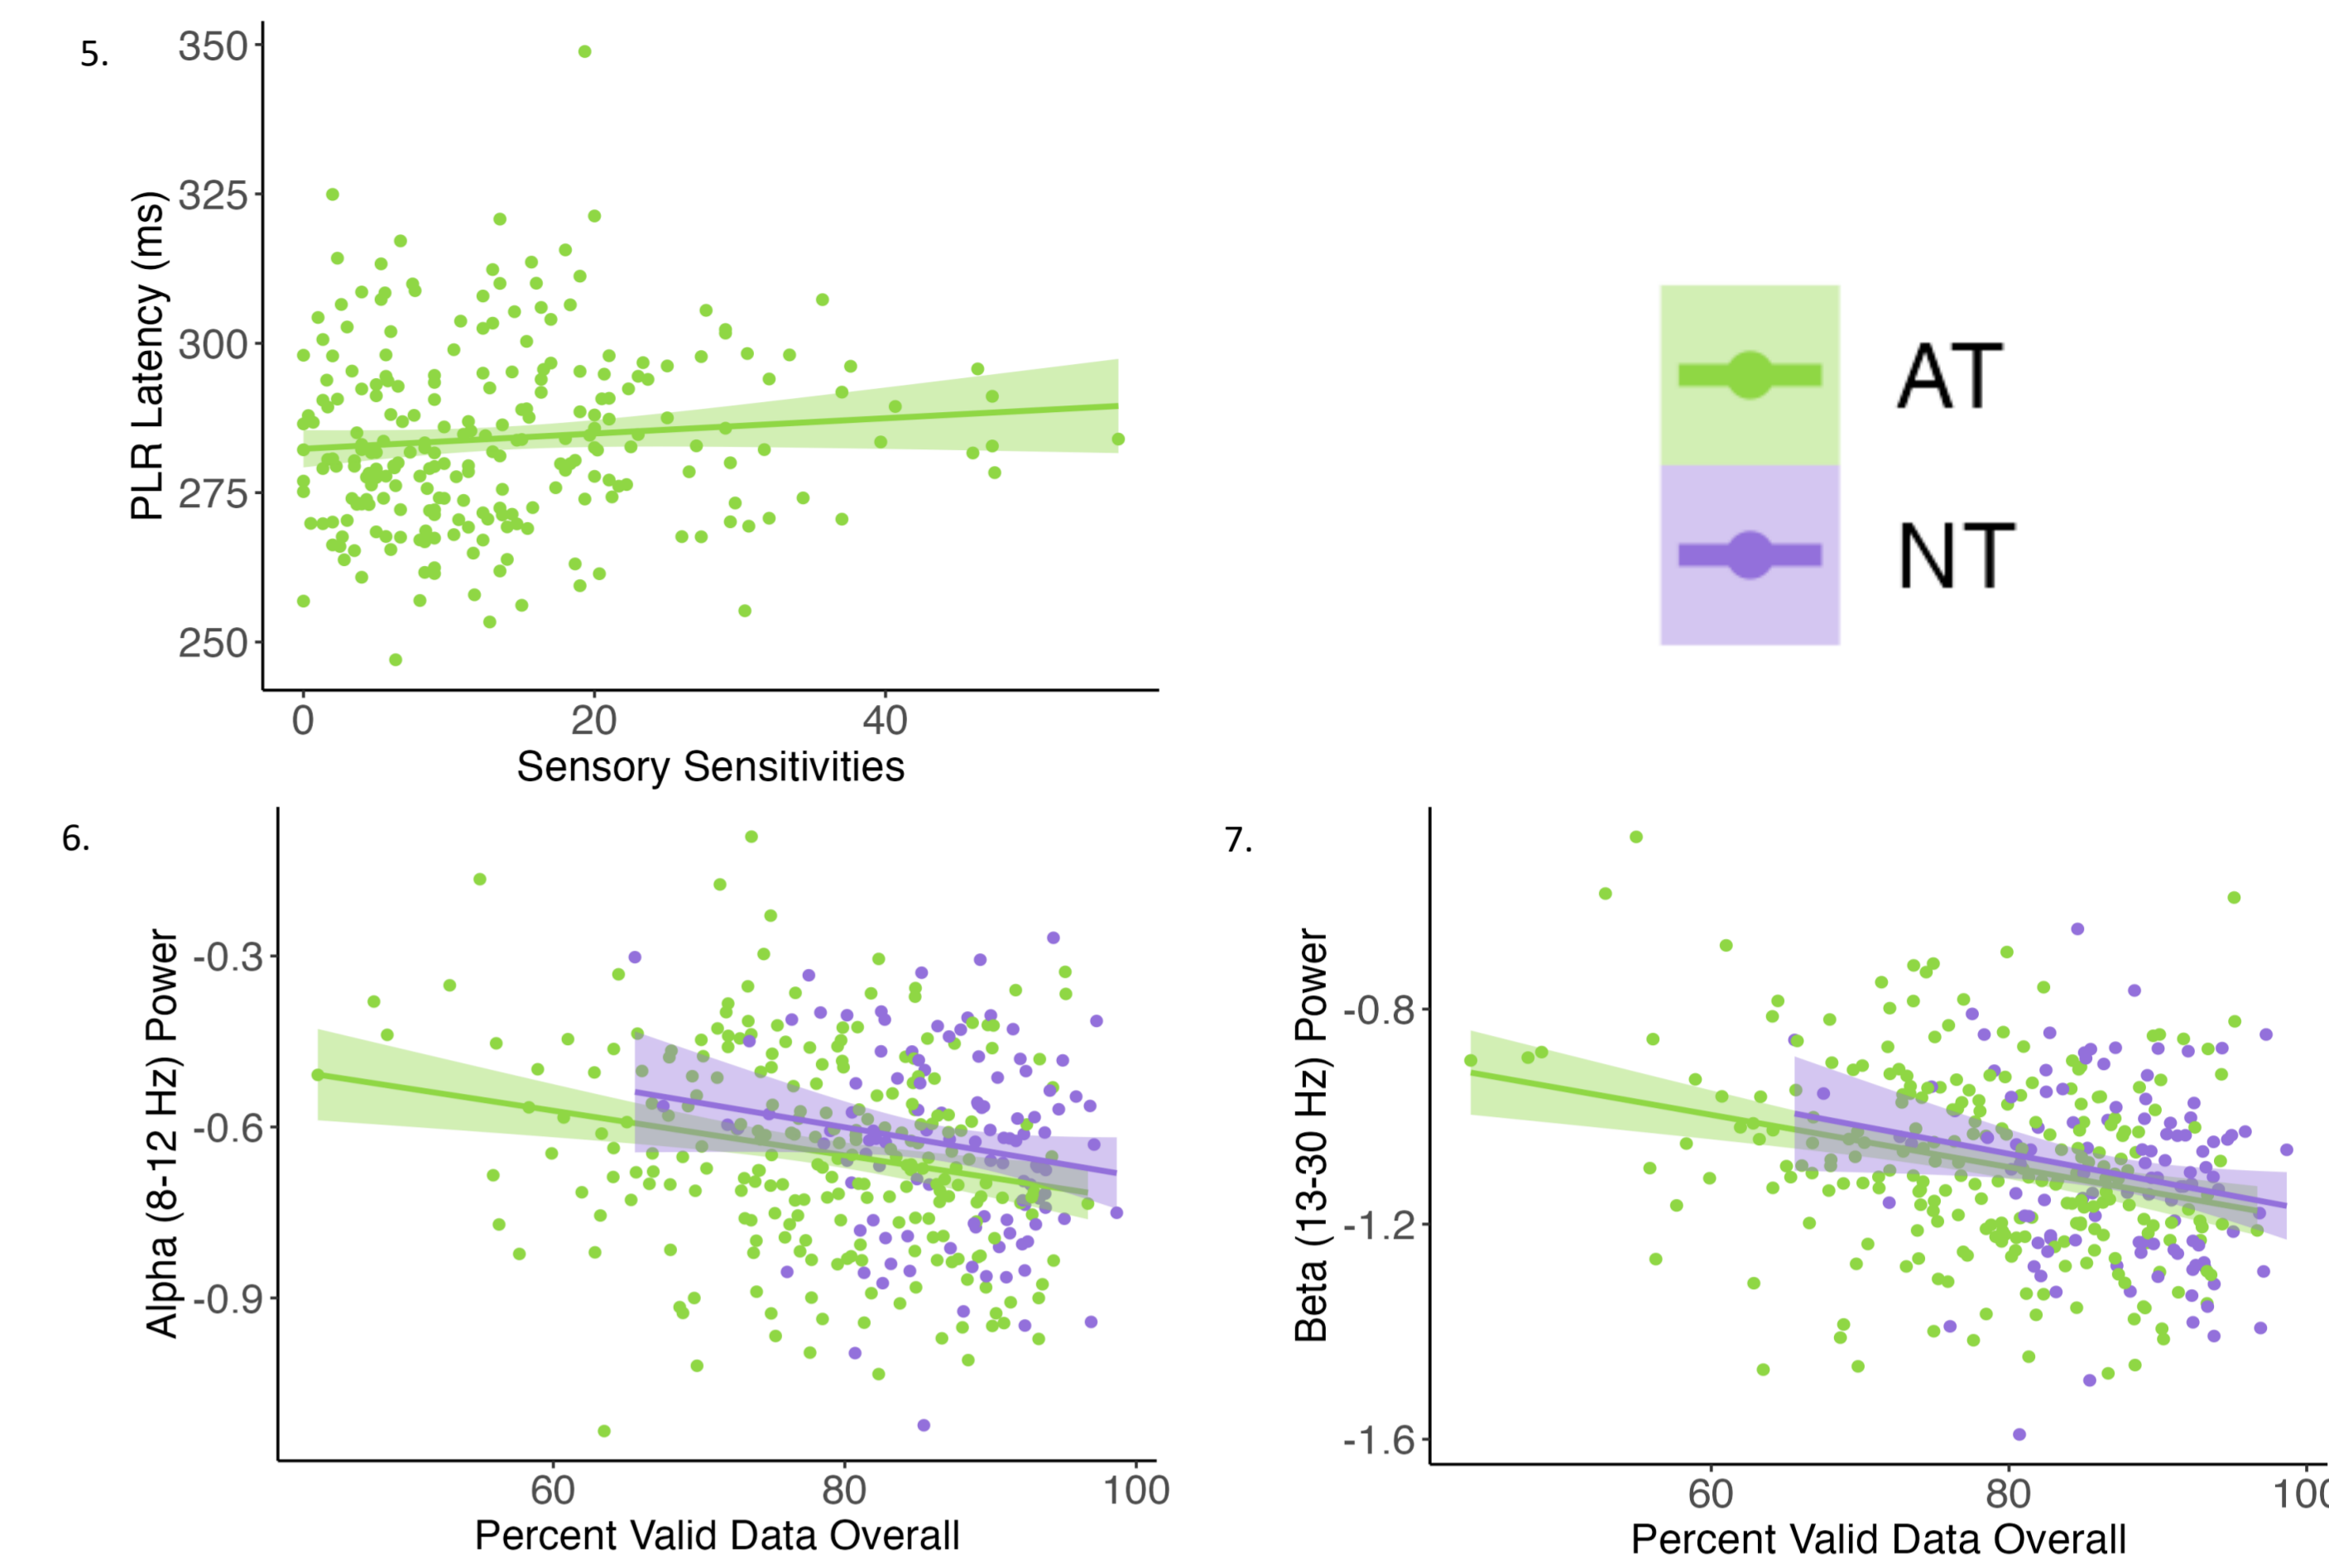 5.
PLR Latency (ms)
350
325
300
275
250
0 20 40
Sensory Sensitivities
AT
NT
6.
Alpha (8-12 Hz) Power
-0.3
-0.6
-0.9
60 80 100
Percent Valid Data Overall
7.
Beta (13-30 Hz) Power
-0.8
-1.2
-1.6
60 80 100
Percent Valid Data Overall